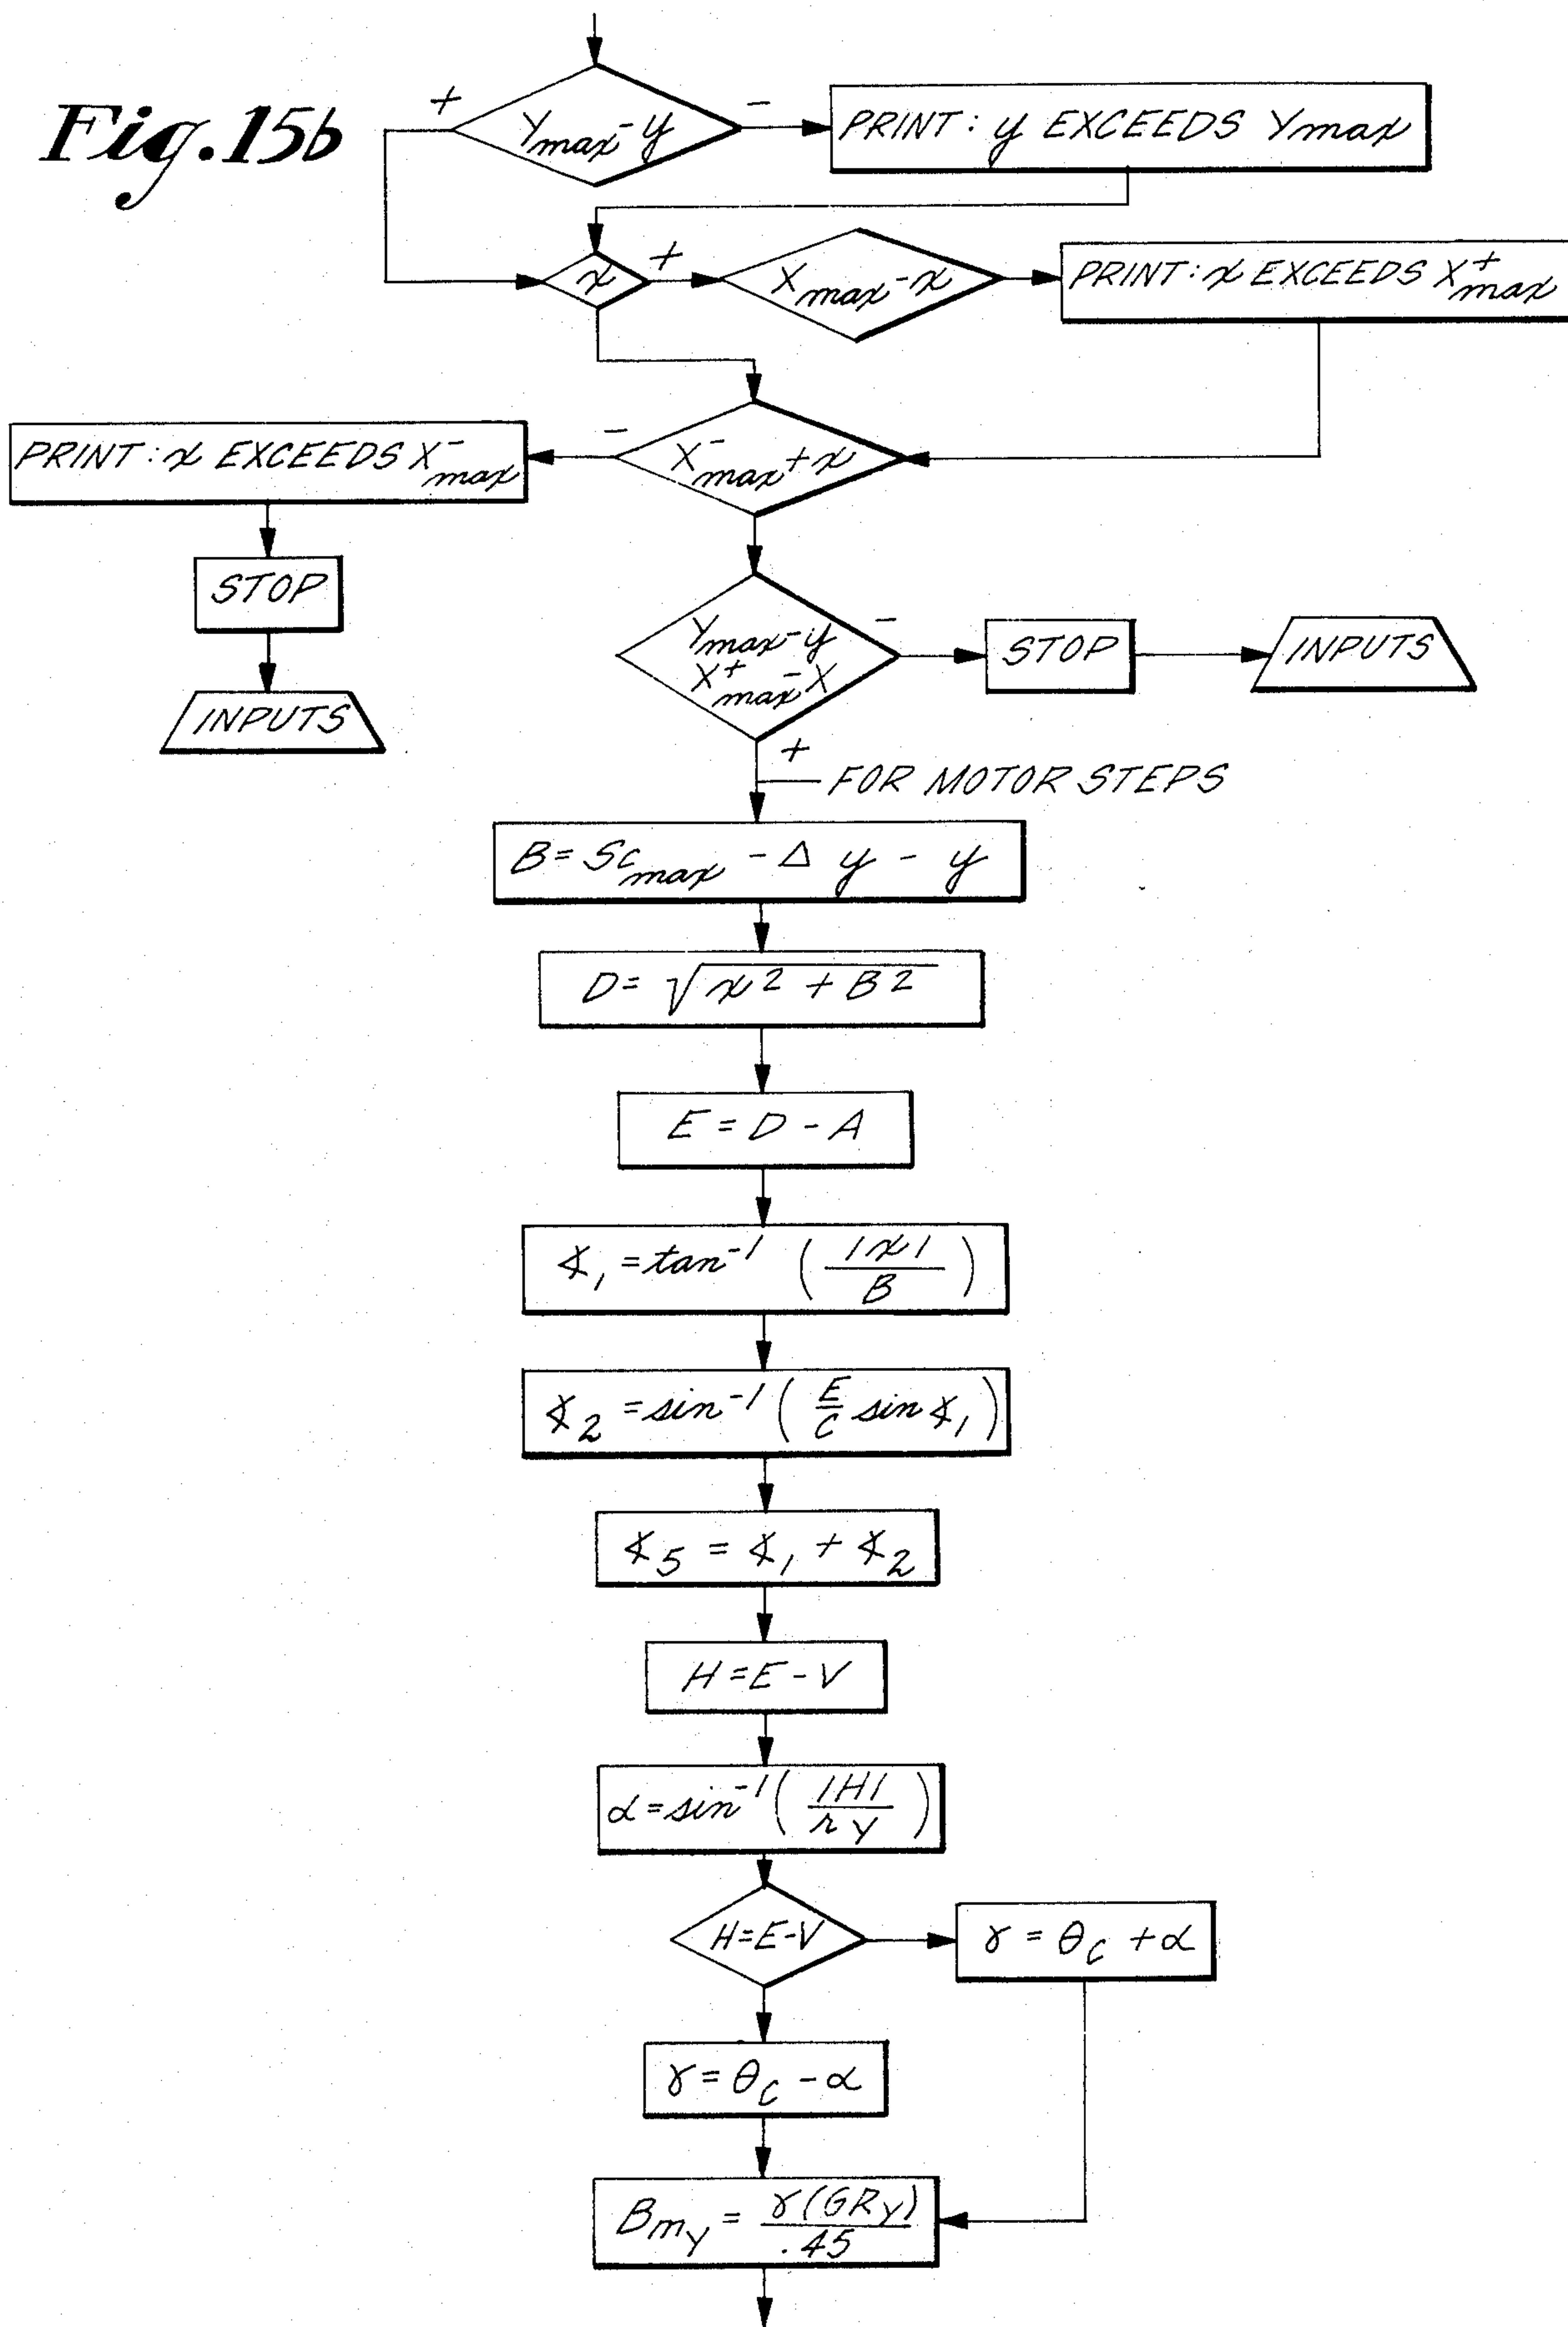 Fig. 15b
+
Ymax - y
-
PRINT: y EXCEEDS Ymax
x
+
Xmax - x
PRINT: x EXCEEDS X+max
PRINT: x EXCEEDS X-max
-
X-max + x
STOP
INPUTS
Ymax - y
X+max - X
-
STOP
INPUTS
+
FOR MOTOR STEPS
B = Scmax - Δ y - y
D = √x² + B²
E = D - A
∡₁ = tan⁻¹ (|x|/B)
∡₂ = sin⁻¹ (E/C sin ∡₁)
∡₅ = ∡₁ + ∡₂
H = E - V
α = sin⁻¹ (|H|/rY)
H = E - V
γ = θc + α
γ = θc - α
BmY = γ(GRY)/.45